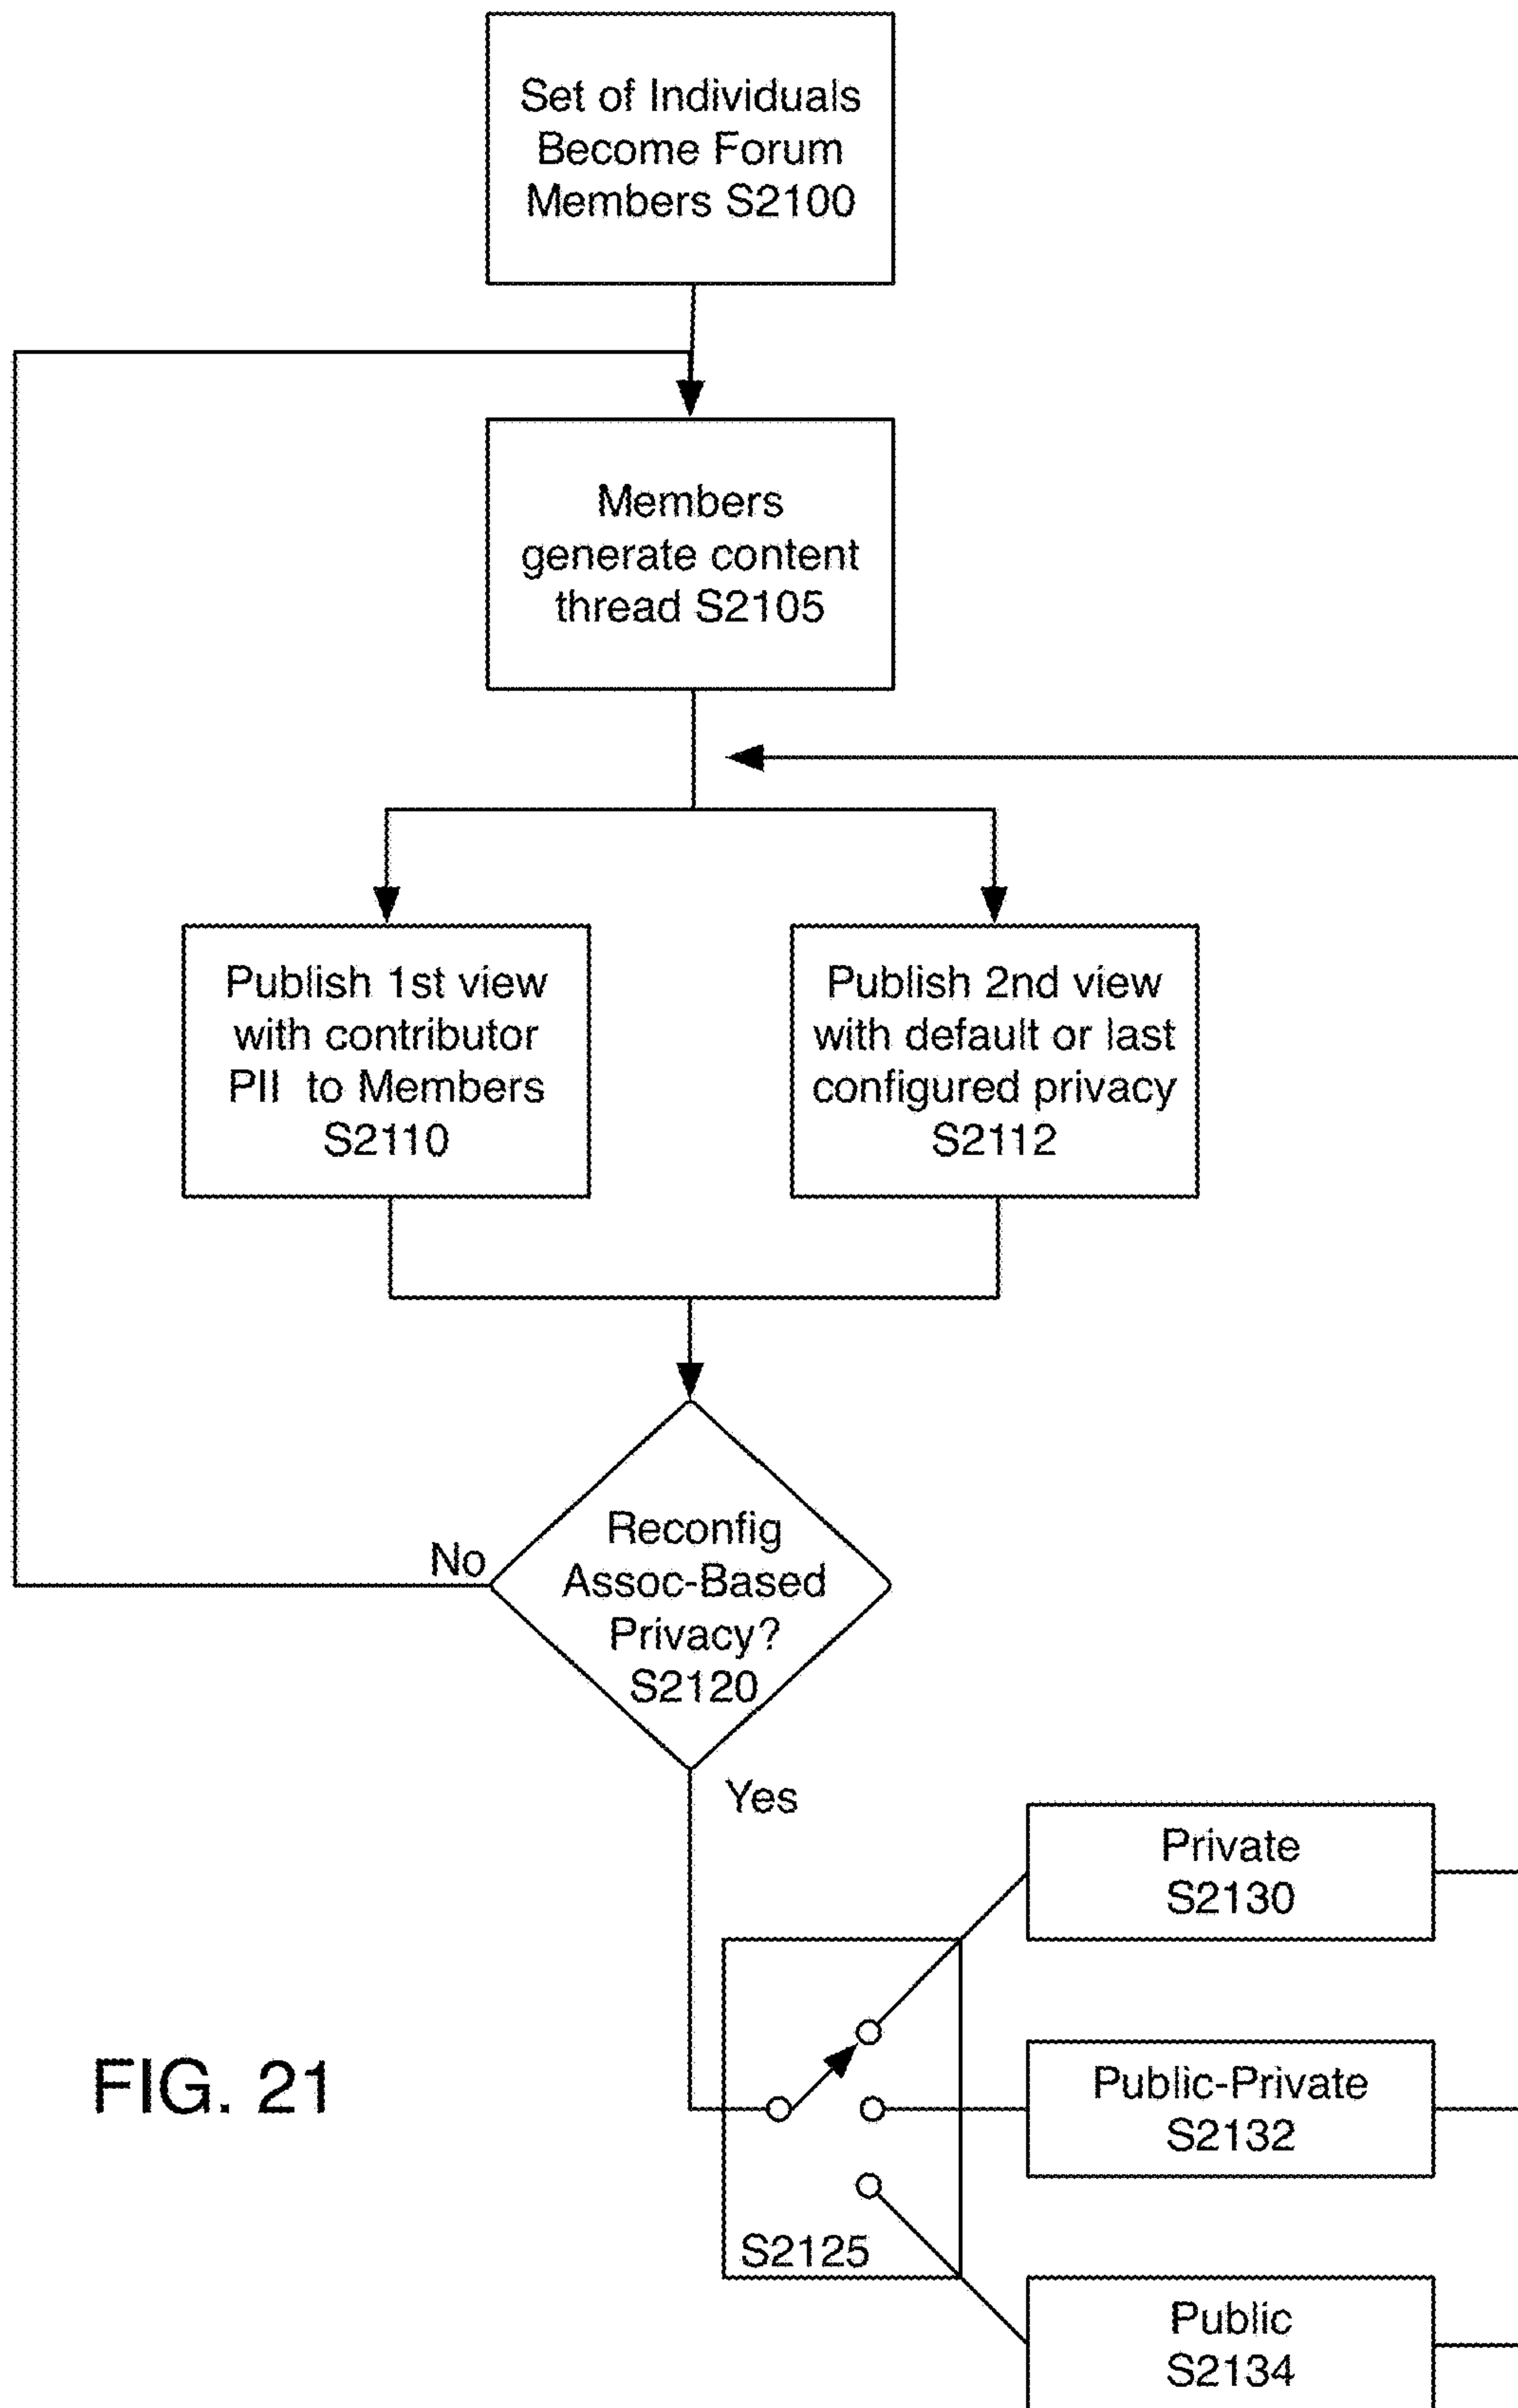 Set of Individuals
Become Forum
Members S2100
Members
generate content
thread S2105
Publish 1st view
with contributor
PII to Members
S2110
Publish 2nd view
with default or last
configured privacy
S2112
No
Reconfig
Assoc-Based
Privacy?
S2120
Yes
Private
S2130
Public-Private
S2132
S2125
Public
S2134
FIG. 21